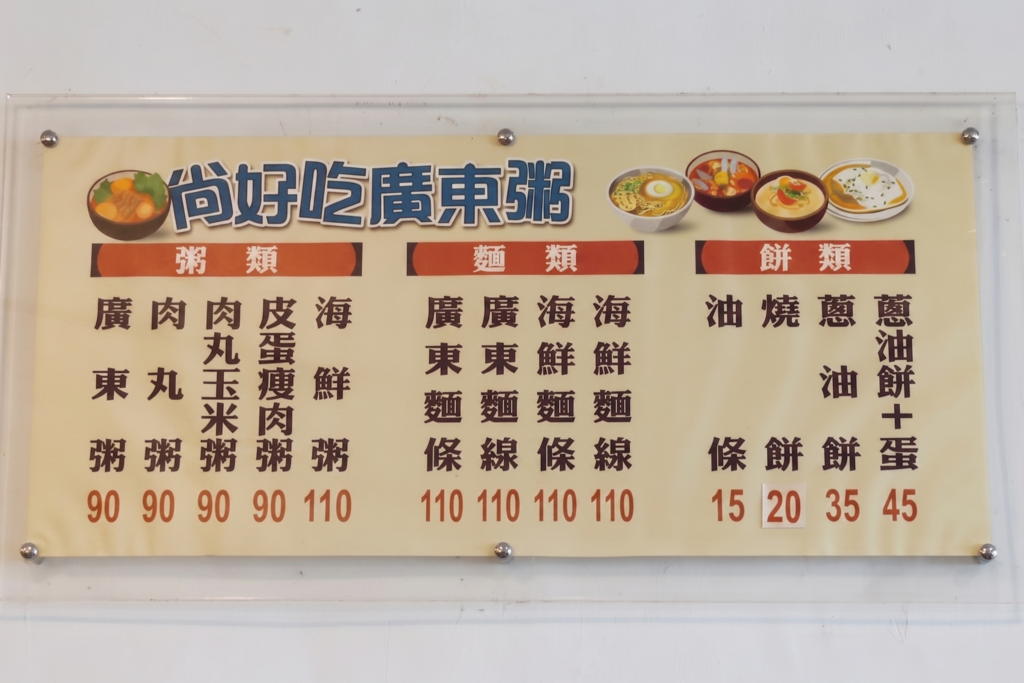 尚好吃廣東粥
粥類
廣東粥
90
肉丸粥
90
肉丸玉米粥
90
皮蛋瘦肉粥
90
海鮮粥
110
麵類
廣東麵條
110
廣東麵線
110
海鮮麵條
110
海鮮麵線
110
餅類
油條
15
燒餅
20
蔥油餅
35
蔥油餅+蛋
45